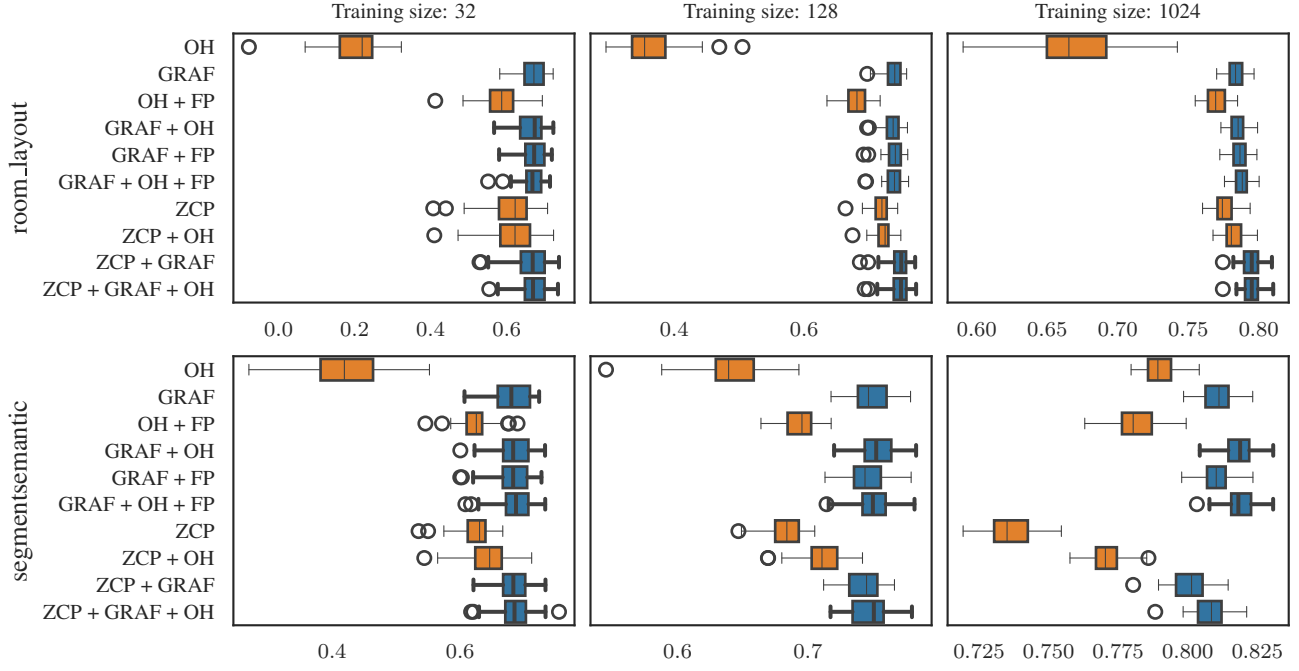 Training size: 32 Training size: 128 Training size: 1024
room_layout
OH
GRAF
OH + FP
GRAF + OH
GRAF + FP
GRAF + OH + FP
ZCP
ZCP + OH
ZCP + GRAF
ZCP + GRAF + OH
0.0 0.2 0.4 0.6 0.4 0.6 0.60 0.65 0.70 0.75 0.80
segmentsemantic
OH
GRAF
OH + FP
GRAF + OH
GRAF + FP
GRAF + OH + FP
ZCP
ZCP + OH
ZCP + GRAF
ZCP + GRAF + OH
0.4 0.6 0.6 0.7 0.725 0.750 0.775 0.800 0.825